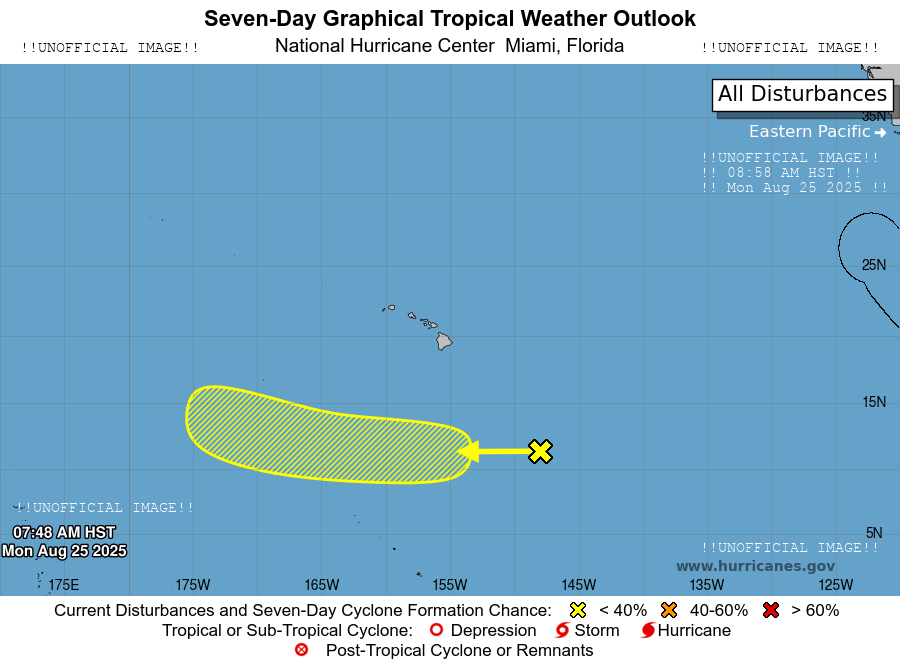 Seven-Day Graphical Tropical Weather Outlook
National Hurricane Center Miami, Florida
!!UNOFFICIAL IMAGE!!
!!UNOFFICIAL IMAGE!!
All Disturbances
35N
Eastern Pacific
!!UNOFFICIAL IMAGE!!
!! 08:58 AM HST !!
!! Mon Aug 25 2025 !!
25N
15N
!!UNOFFICIAL IMAGE!!
07:48 AM HST
Mon Aug 25 2025
5N
!!UNOFFICIAL IMAGE!!
www.hurricanes.gov
175E 175W 165W 155W 145W 135W 125W
Current Disturbances and Seven-Day Cyclone Formation Chance: < 40% 40-60% > 60%
Tropical or Sub-Tropical Cyclone: Depression Storm Hurricane
Post-Tropical Cyclone or Remnants